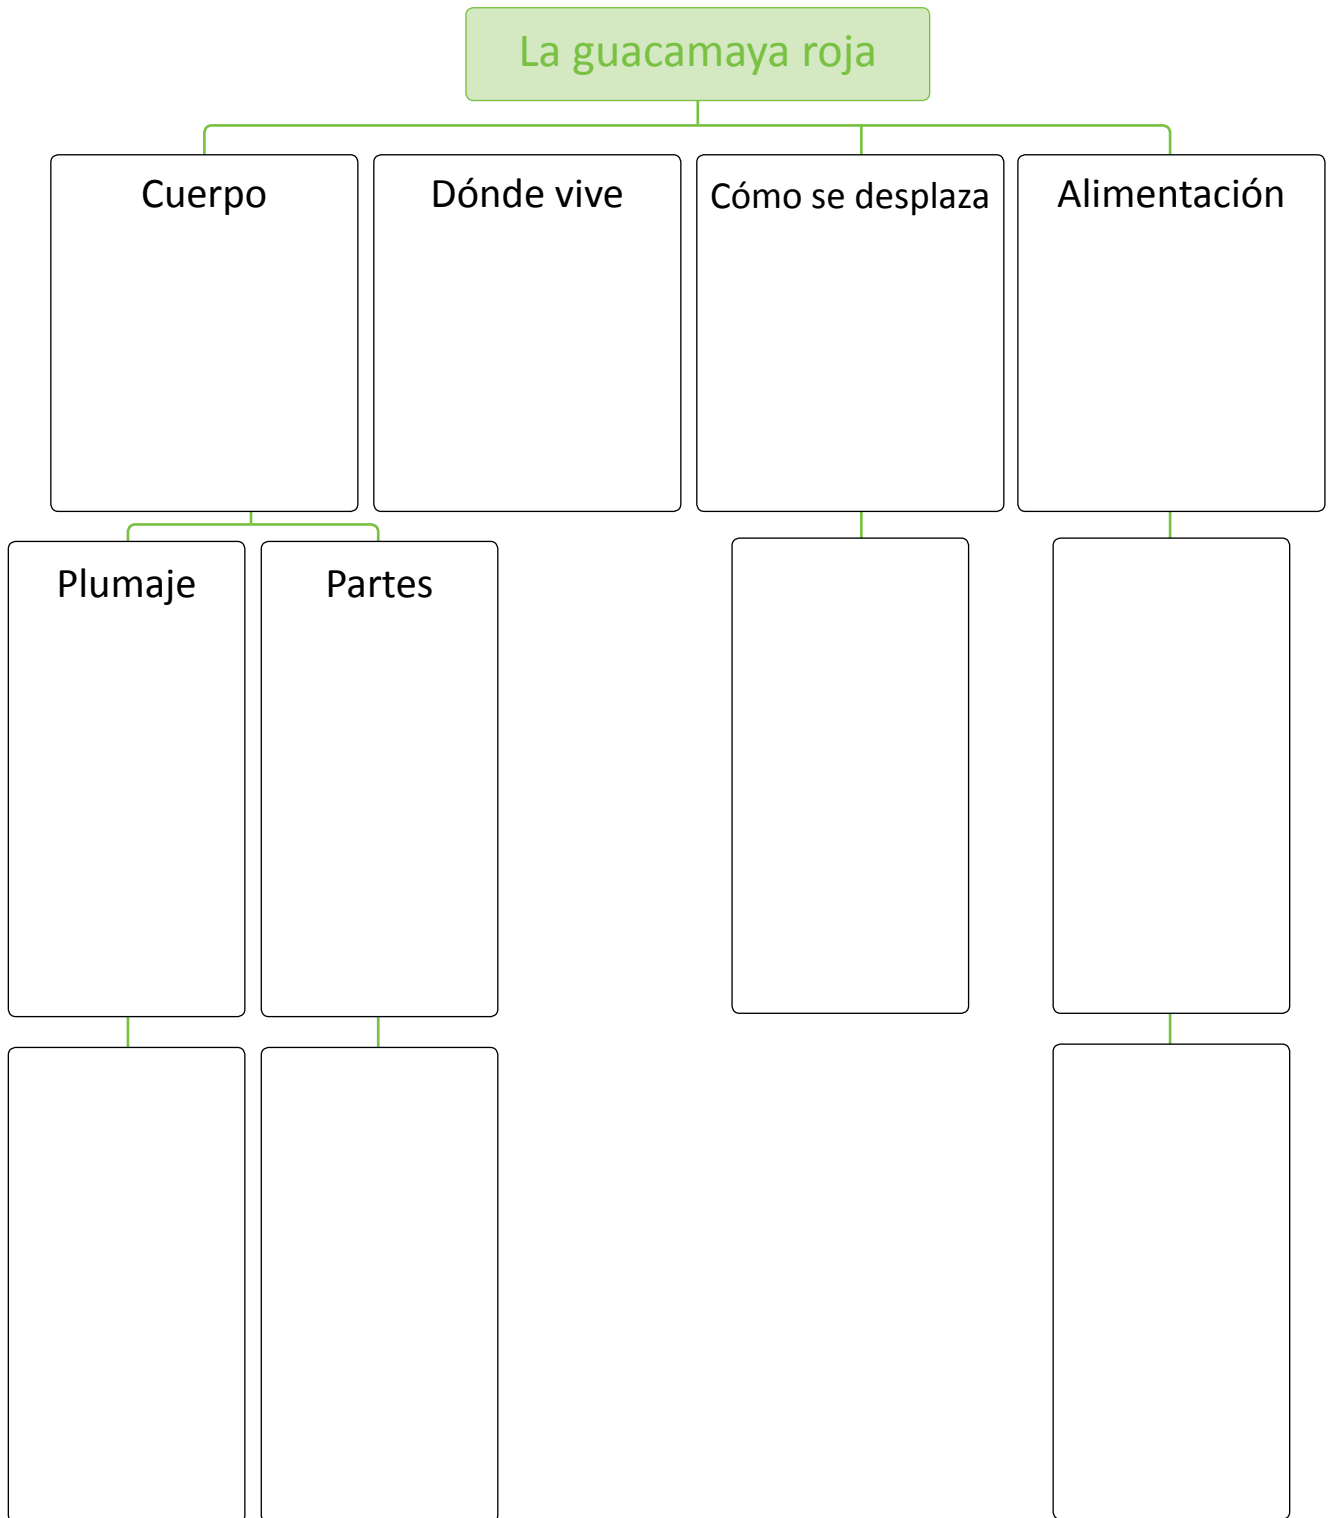 La guacamaya roja
Cuerpo
Dónde vive
Cómo se desplaza
Alimentación
Plumaje
Partes